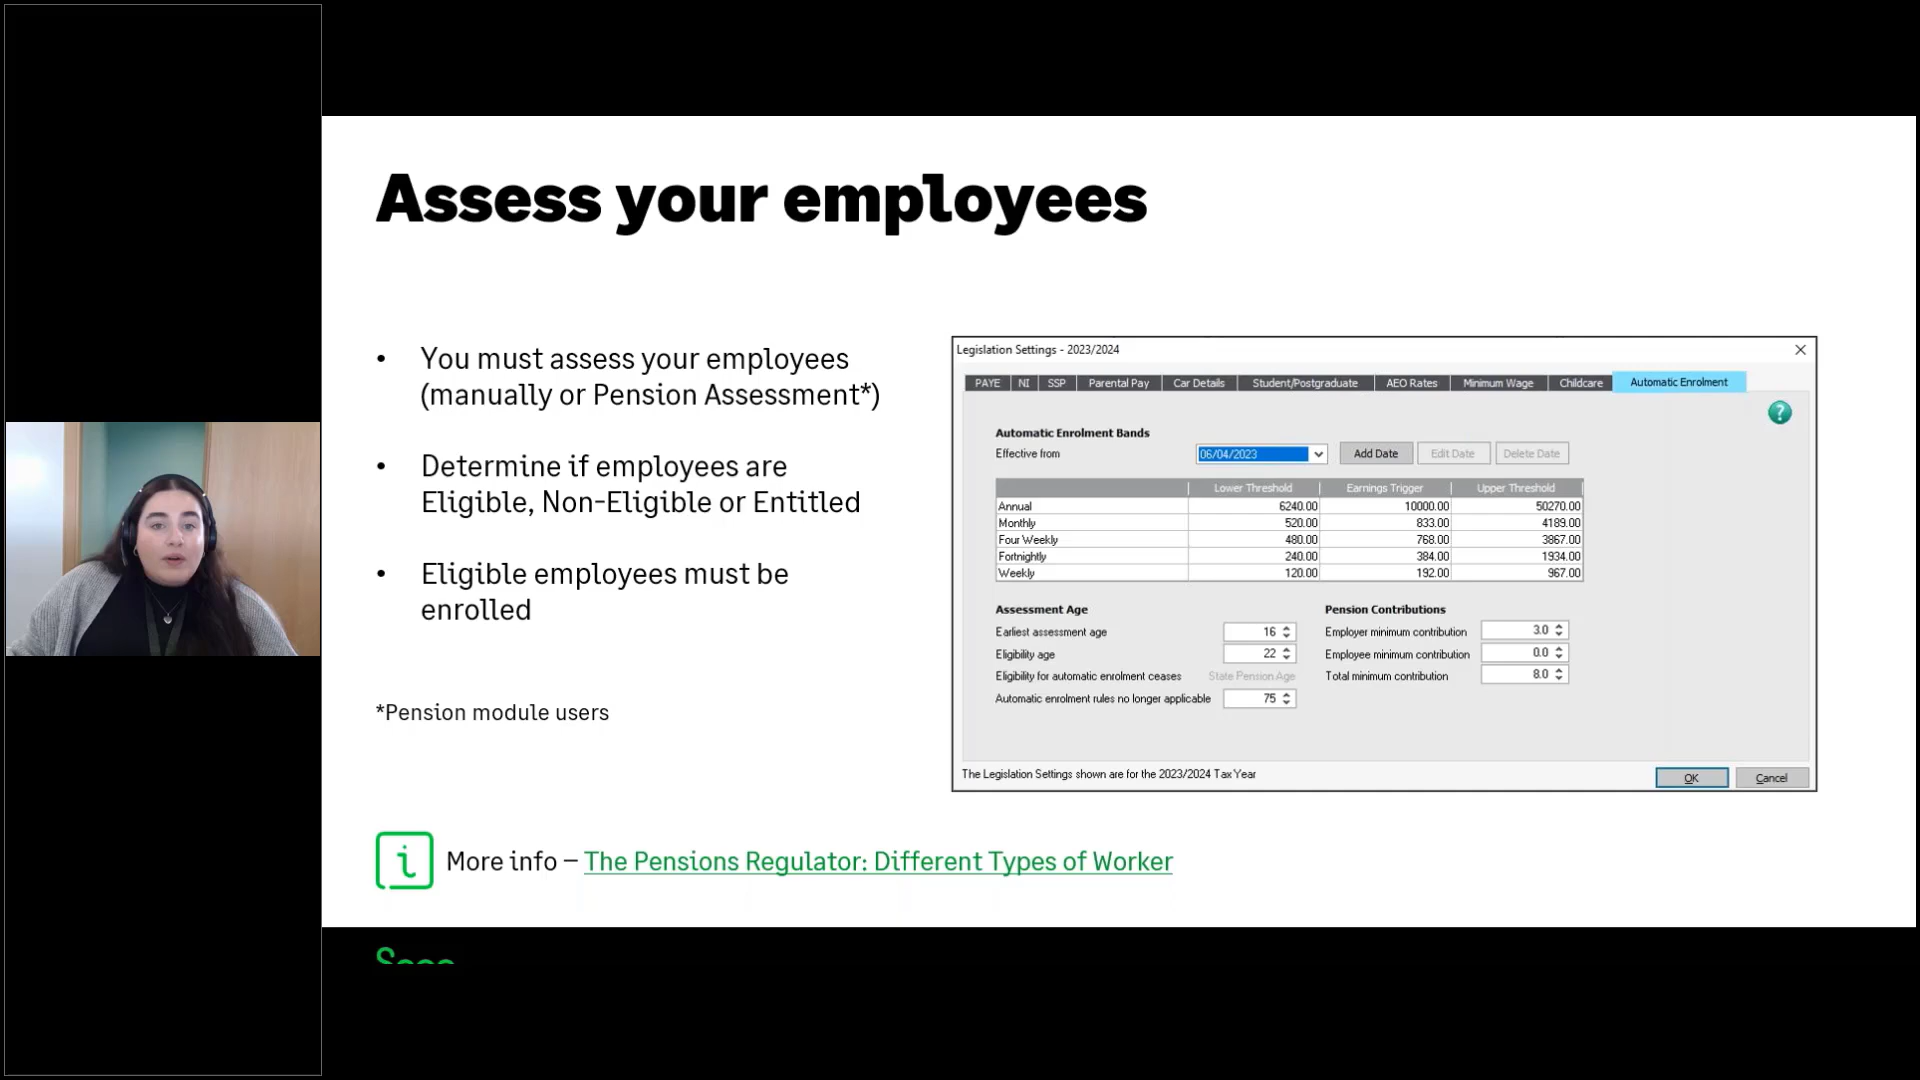 Assess your employees
• You must assess your employees
(manually or Pension Assessment*)
• Determine if employees are
Eligible, Non-Eligible or Entitled
• Eligible employees must be
enrolled
*Pension module users
Legislation Settings - 2023/2024
PAYE NI SSP Parental Pay Car Details Student/Postgraduate AEO Rates Minimum Wage Childcare Automatic Enrolment
?
Automatic Enrolment Bands
Effective from 06/04/2023 Add Date Edit Date Delete Date
Lower Threshold Earnings Trigger Upper Threshold
Annual 6240.00 10000.00 50270.00
Monthly 520.00 833.00 4189.00
Four Weekly 480.00 768.00 3867.00
Fortnightly 240.00 384.00 1934.00
Weekly 120.00 192.00 967.00
Assessment Age
Earliest assessment age 16
Eligibility age 22
Eligibility for automatic enrolment ceases State Pension Age
Automatic enrolment rules no longer applicable 75
Pension Contributions
Employer minimum contribution 3.0
Employee minimum contribution 0.0
Total minimum contribution 8.0
The Legislation Settings shown are for the 2023/2024 Tax Year
OK Cancel
i More info – The Pensions Regulator: Different Types of Worker